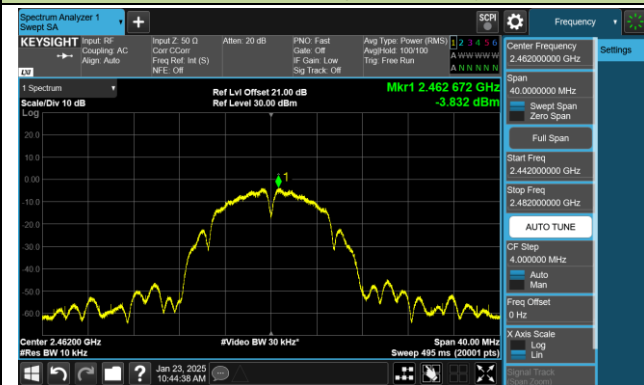 Spectrum Analyzer 1
Swept SA
SCPI
Frequency
KEYSIGHT
Input: RF
Coupling: AC
Align: Auto
Input Z: 50 Ω
Corr CCorr
Freq Ref: Int (S)
NFE: Off
Atten: 20 dB
PNO: Fast
Gate: Off
IF Gain: Low
Sig Track: Off
Avg Type: Power (RMS)
Avg|Hold: 100/100
Trig: Free Run
1 2 3 4 5 6
A W W W W W
A N N N N N
LXI
1 Spectrum
Scale/Div 10 dB
Log
Ref Lvl Offset 21.00 dB
Ref Level 30.00 dBm
Mkr1 2.462 672 GHz
-3.832 dBm
20.0
10.0
0.00
-10.0
-20.0
-30.0
-40.0
-50.0
-60.0
1
Center 2.46200 GHz
#Res BW 10 kHz
#Video BW 30 kHz*
Span 40.00 MHz
Sweep 495 ms (20001 pts)
Jan 23, 2025
10:44:38 AM
Center Frequency
2.462000000 GHz
Settings
Span
40.0000000 MHz
Swept Span
Zero Span
Full Span
Start Freq
2.442000000 GHz
Stop Freq
2.482000000 GHz
AUTO TUNE
CF Step
4.000000 MHz
Auto
Man
Freq Offset
0 Hz
X Axis Scale
Log
Lin
Signal Track
(Span Zoom)